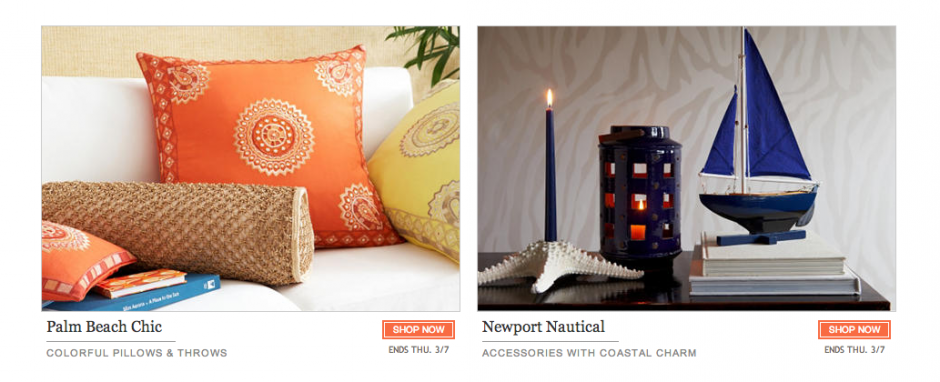 Palm Beach Chic
SHOP NOW
COLORFUL PILLOWS & THROWS
ENDS THU. 3/7
Newport Nautical
SHOP NOW
ACCESSORIES WITH COASTAL CHARM
ENDS THU. 3/7